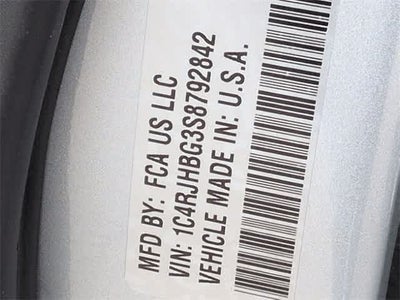 MFD BY: FCA US LLC
VIN: 1C4RJHBG3S8792842
VEHICLE MADE IN: U.S.A.